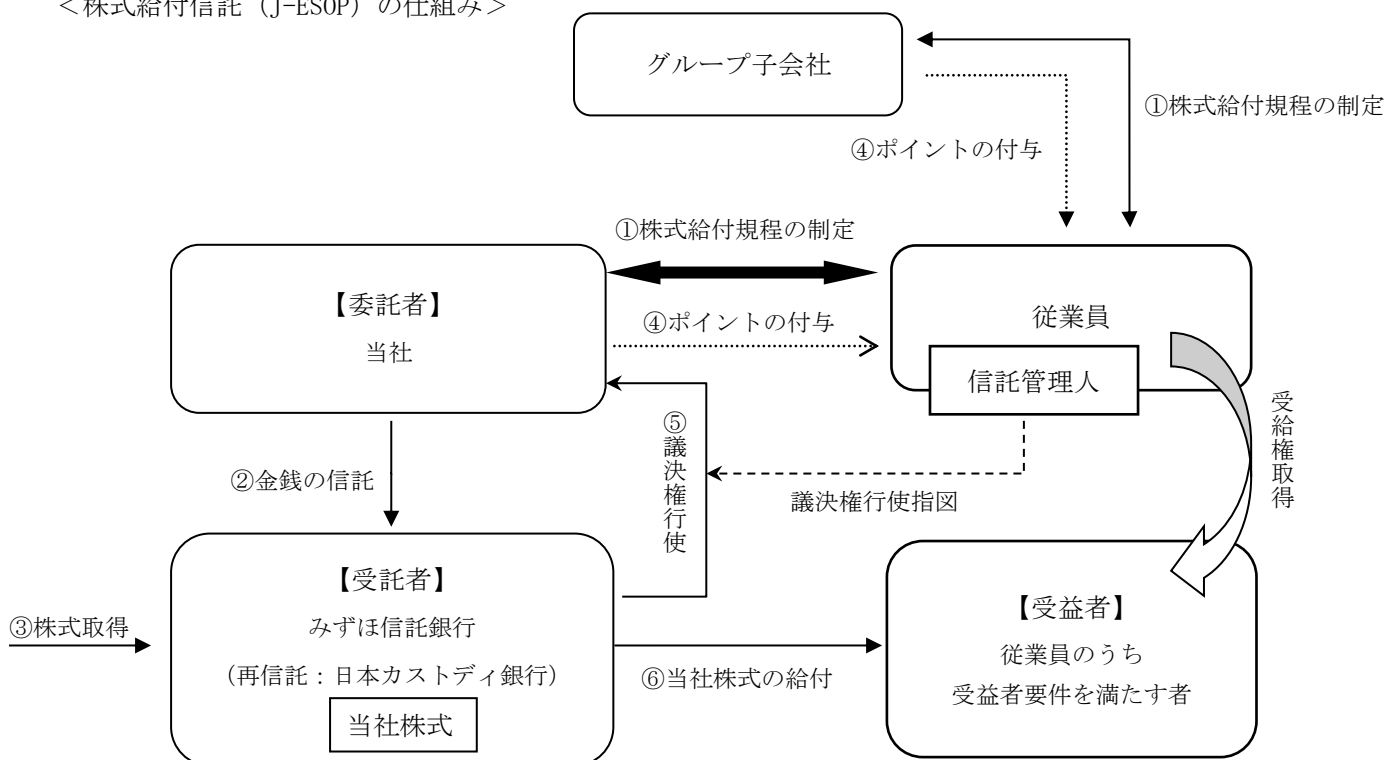 ＜株式給付信託（J-ESOP）の仕組み＞
グループ子会社
①株式給付規程の制定
④ポイントの付与
①株式給付規程の制定
【委託者】
当社
④ポイントの付与
従業員
信託管理人
⑤議決権行使
受給権取得
②金銭の信託
議決権行使指図
【受託者】
みずほ信託銀行
（再信託：日本カストディ銀行）
当社株式
③株式取得
⑥当社株式の給付
【受益者】
従業員のうち
受益者要件を満たす者